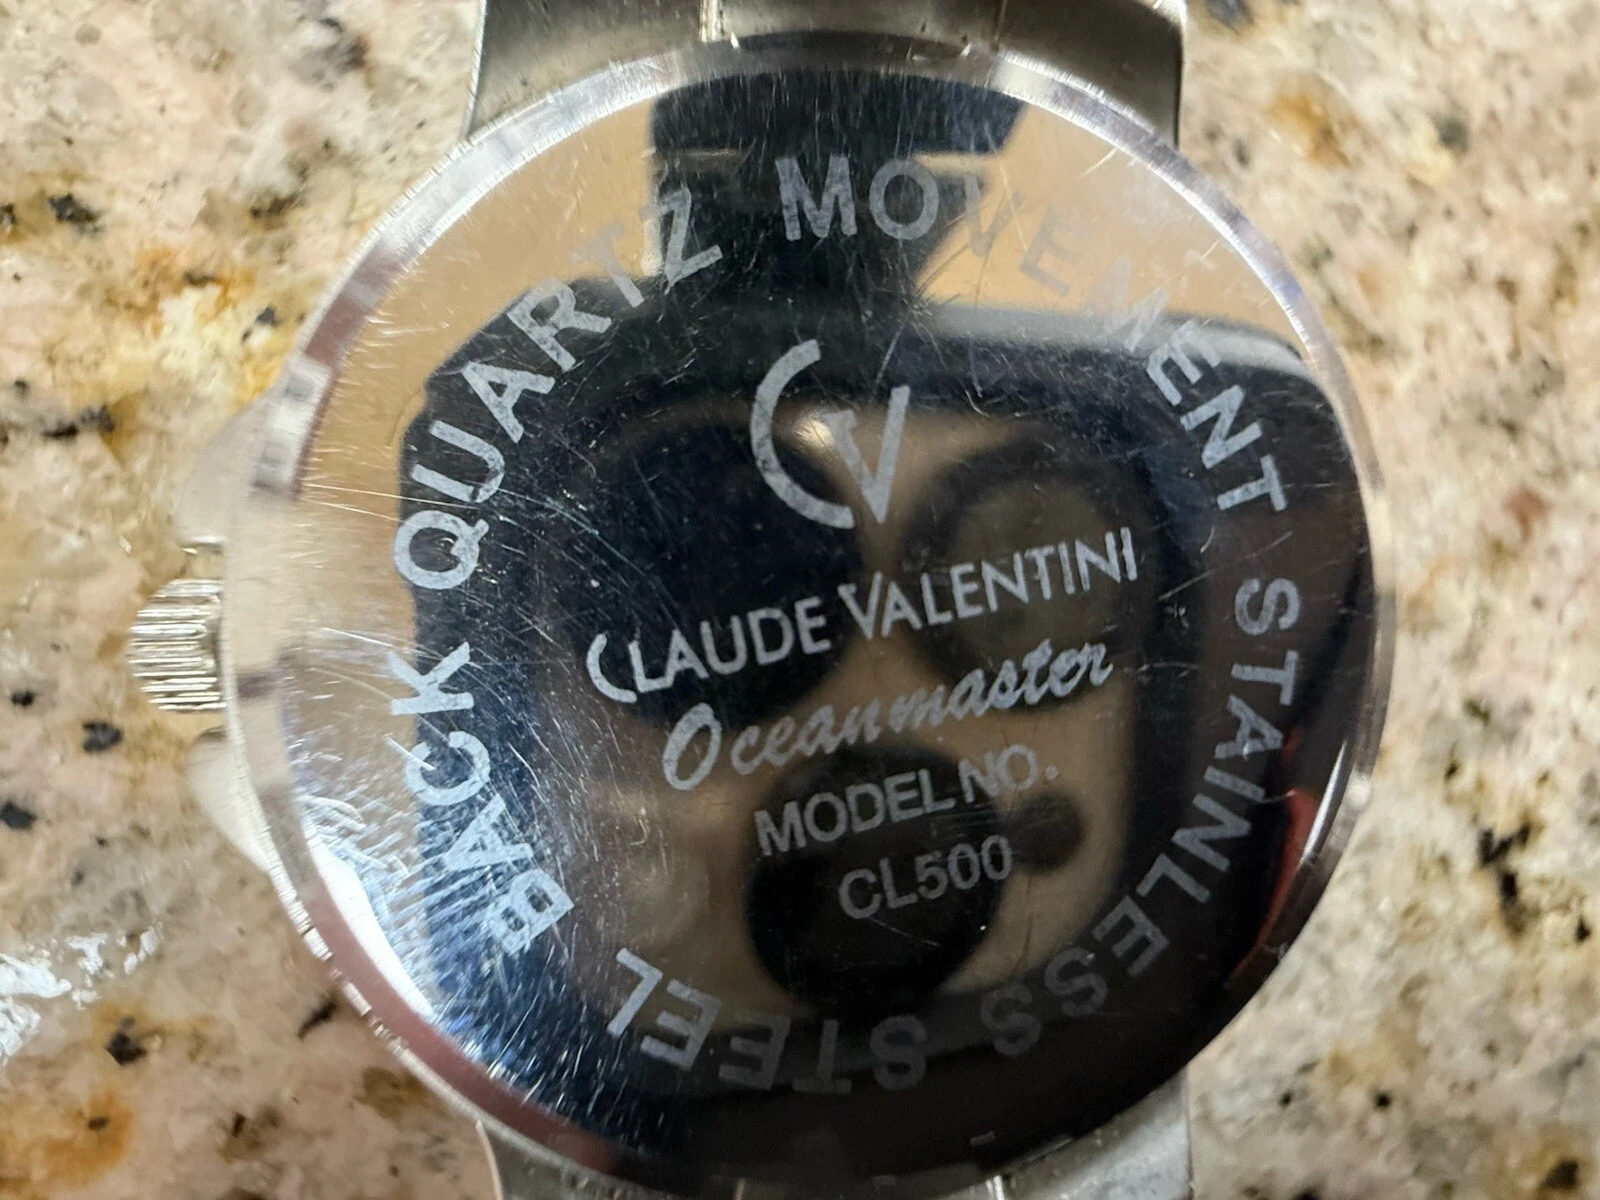 QUARTZ MOVEMENT STAINLESS STEEL BACK
CV
CLAUDE VALENTINI
Oceanmaster
MODEL NO.
CL500